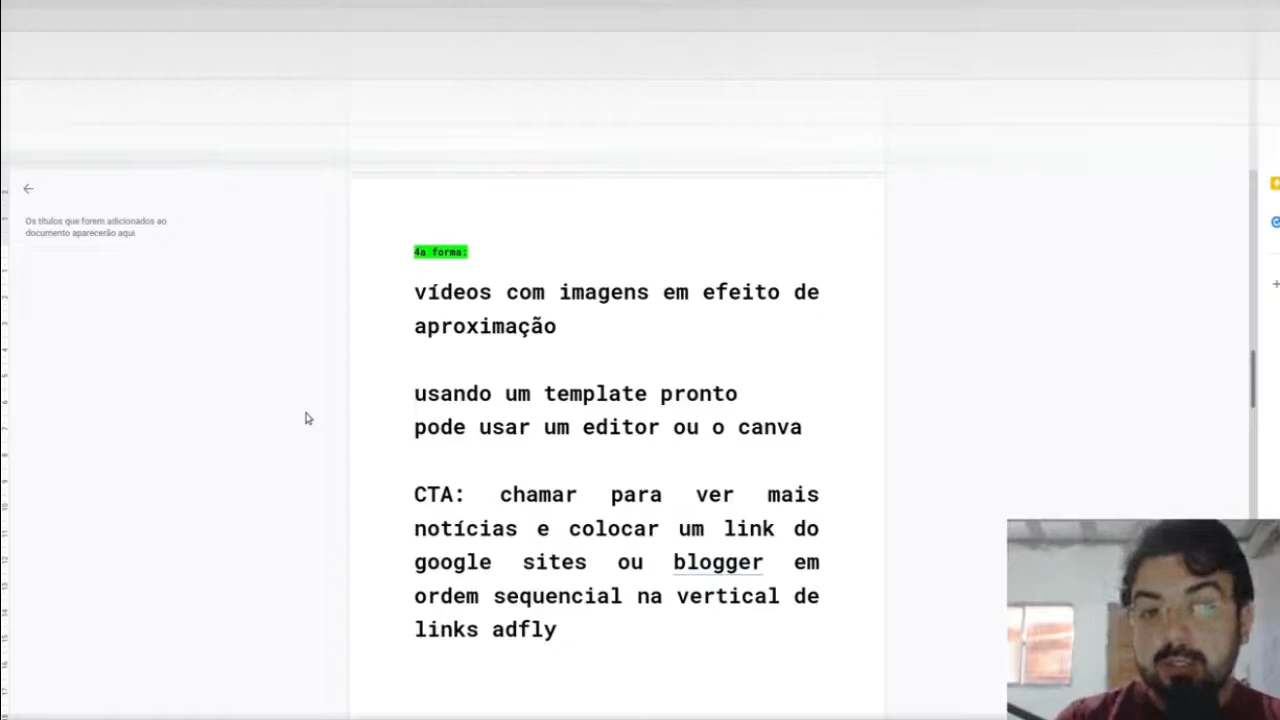 Os títulos que forem adicionados ao
documento aparecerão aqui
4a forma:
vídeos com imagens em efeito de
aproximação
usando um template pronto
pode usar um editor ou o canva
CTA: chamar para ver mais
notícias e colocar um link do
google sites ou blogger em
ordem sequencial na vertical de
links adfly